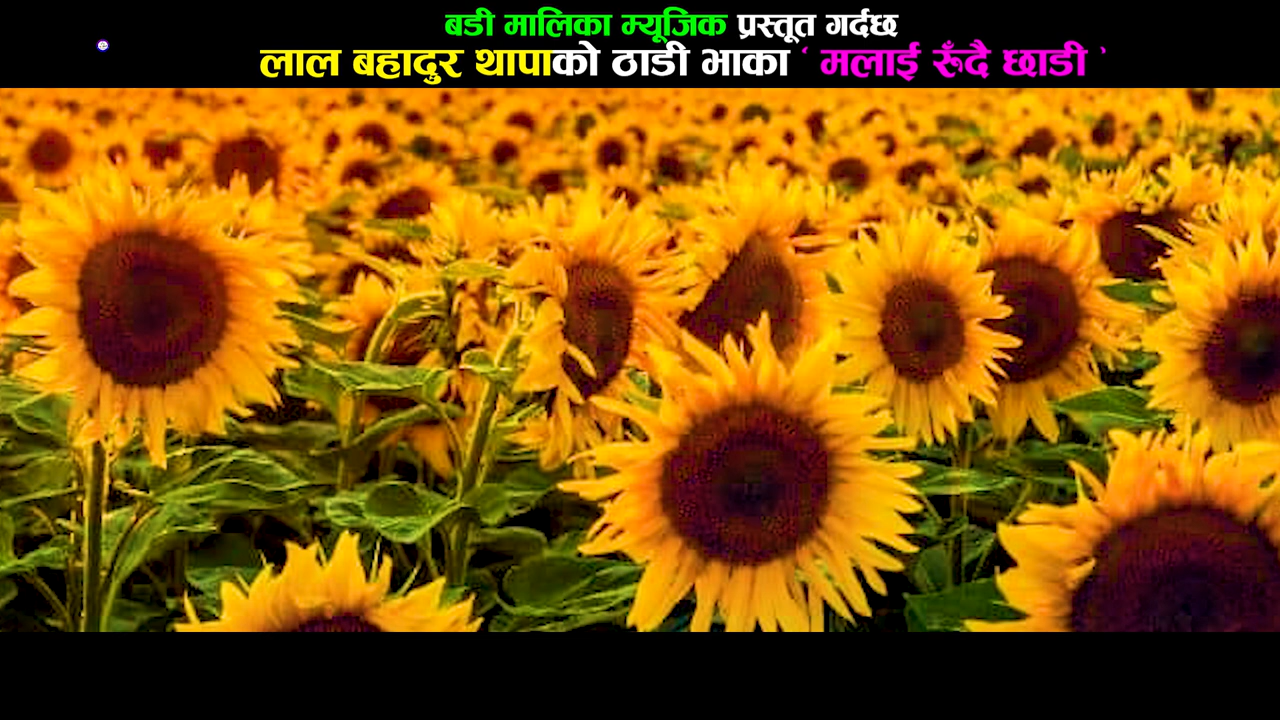 बडी मालिका म्यूजिक प्रस्तूत गर्दछ
लाल बहादुर थापाको ठाडी भाका ‘ मलाई रुँदै छाडी ’